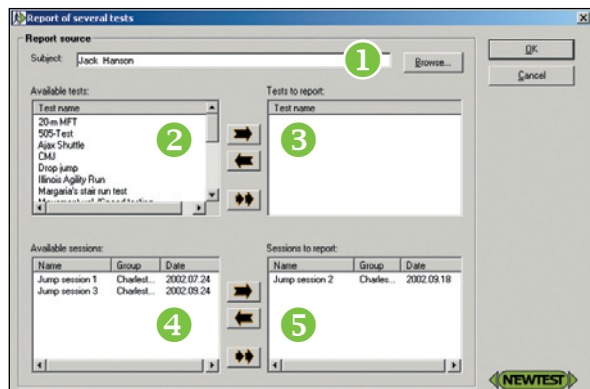 Report of several tests
Report source
Subject: Jack Hanson
1
Browse...
OK
Cancel
Available tests:
Tests to report:
Test name
20-m MFT
505-Test
Ajax Shuttle
CMJ
Drop jump
Illinois Agility Run
Margaria's stair run test
2
Test name
3
Available sessions:
Sessions to report:
Name Group Date
Jump session 1 Charlest... 2002.07.24
Jump session 3 Charlest... 2002.09.24
4
Name Group Date
Jump session 2 Charles... 2002.09.18
5
NEWTEST